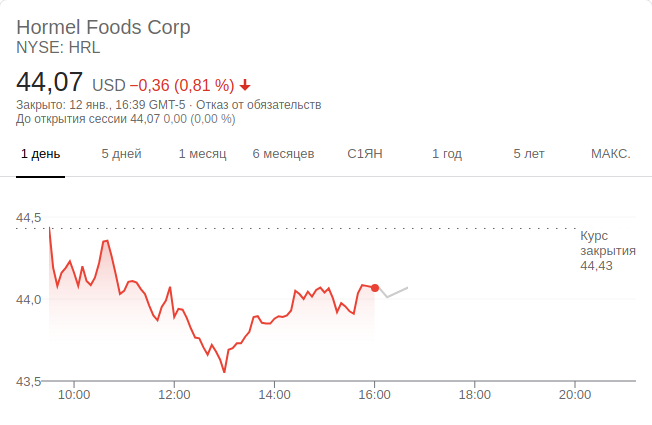 Hormel Foods Corp
NYSE: HRL
44,07 USD −0,36 (0,81 %)
Закрыто: 12 янв., 16:39 GMT-5 · Отказ от обязательств
До открытия сессии 44,07 0,00 (0,00 %)
1 день 5 дней 1 месяц 6 месяцев С1ЯН 1 год 5 лет МАКС.
44,5
Курс
закрытия
44,43
44,0
43,5
10:00 12:00 14:00 16:00 18:00 20:00